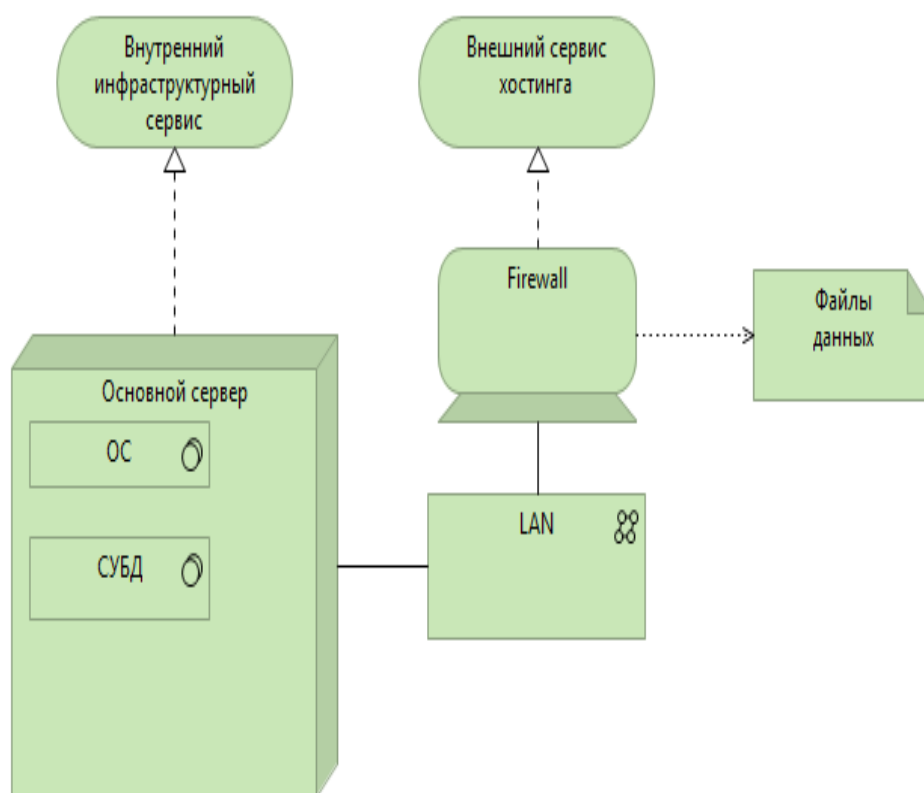 Внутренний
инфраструктурный
сервис
Внешний сервис
хостинга
Firewall
Файлы
данных
Основной сервер
ОС
СУБД
LAN